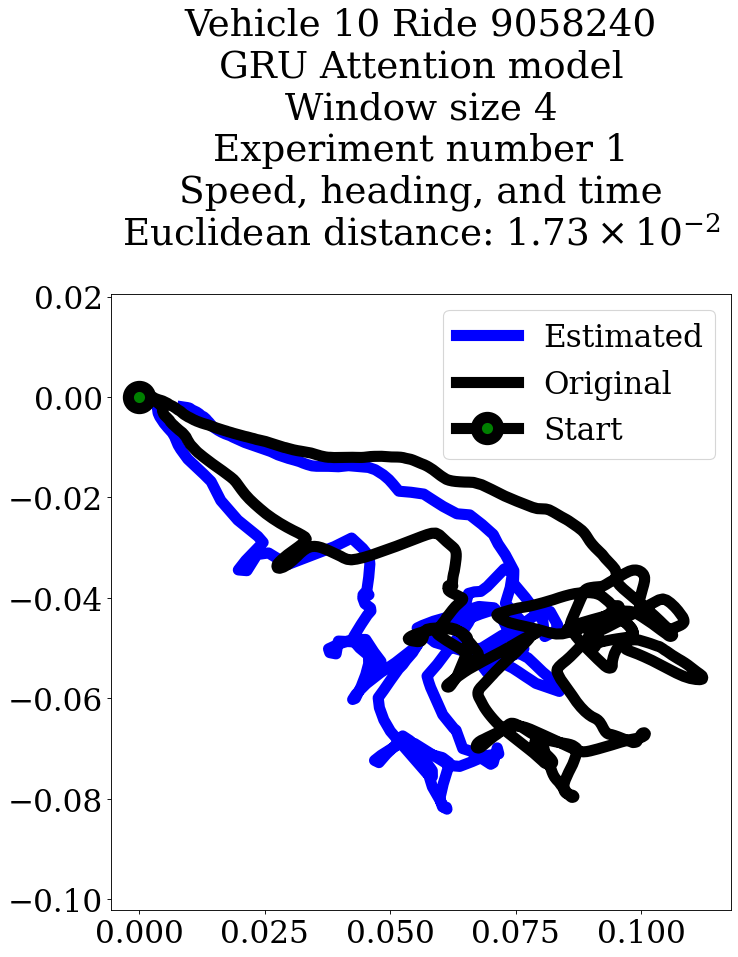 Vehicle 10 Ride 9058240
GRU Attention model
Window size 4
Experiment number 1
Speed, heading, and time
Euclidean distance: 1.73 × 10⁻²
Estimated
Original
Start
0.02
0.00
−0.02
−0.04
−0.06
−0.08
−0.10
0.000 0.025 0.050 0.075 0.100